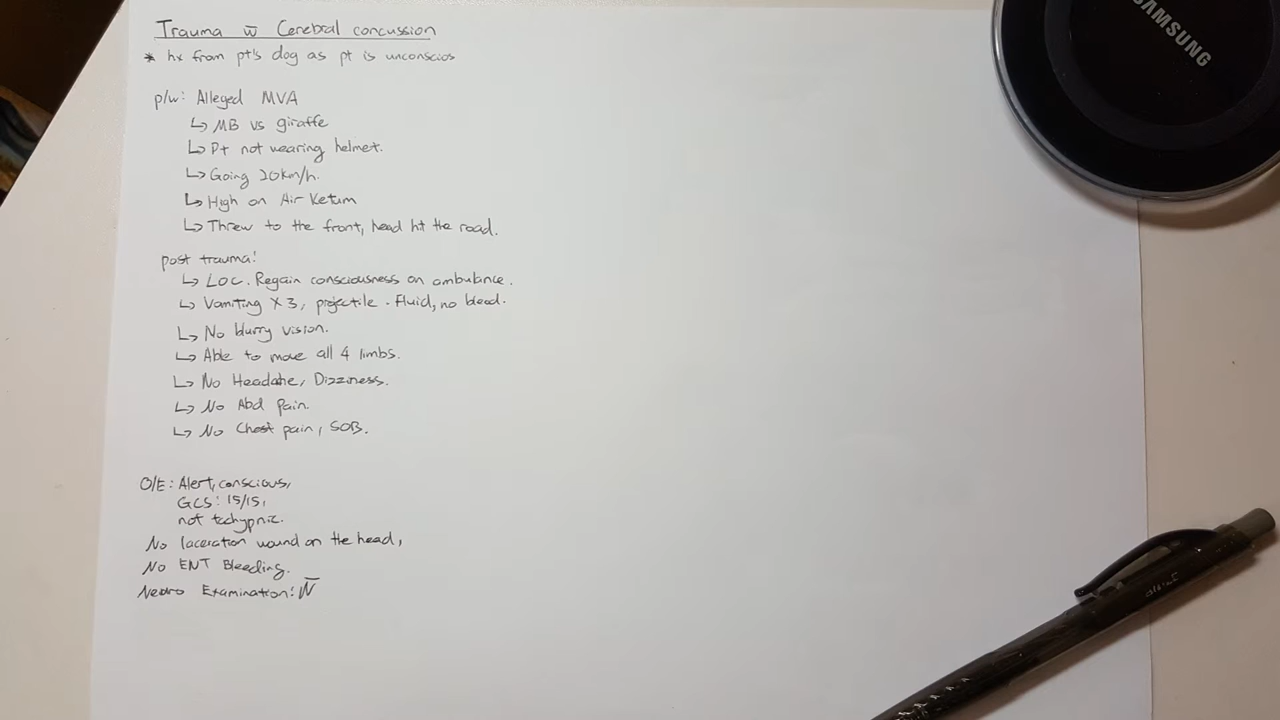 Trauma w̄ Cerebral concussion
* hx from pt's dog as pt is unconscios
p/w: Alleged MVA
↳ MB vs giraffe
↳ Pt not wearing helmet.
↳ Going 20km/h.
↳ High on Air Ketum
↳ Threw to the front, head hit the road.
post trauma:
↳ LOC. Regain consciousness on ambulance.
↳ Vomiting x3, projectile. fluid, no blood.
↳ No blurry vision.
↳ Able to move all 4 limbs.
↳ No Headache, Dizziness.
↳ No Abd pain.
↳ No Chest pain, SOB.
O/E: Alert, conscious,
GCS: 15/15,
not tachypnic.
No laceration wound on the head,
No ENT Bleeding.
Neuro Examination: N̄
SAMSUNG